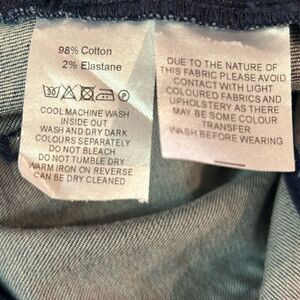 98% Cotton
2% Elastane
30 P
COOL MACHINE WASH
INSIDE OUT
WASH AND DRY DARK
COLOURS SEPARATELY
DO NOT BLEACH
DO NOT TUMBLE DRY
WARM IRON ON REVERSE
CAN BE DRY CLEANED
DUE TO THE NATURE OF
THIS FABRIC PLEASE AVOID
CONTACT WITH LIGHT
COLOURED FABRICS AND
UPHOLSTERY AS THERE
MAY BE SOME COLOUR
TRANSFER
WASH BEFORE WEARING